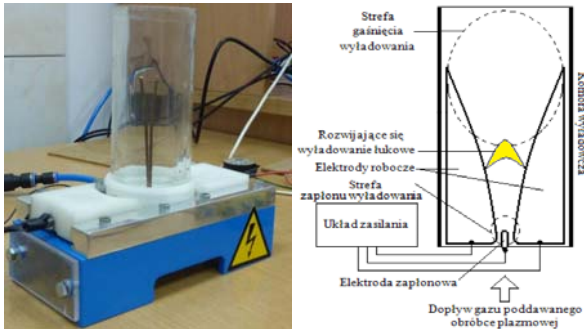 Strefa
gaśnięcia
wyładowania
Komora wyładowcza
Rozwijające się
wyładowanie łukowe
Elektrody robocze
Strefa
zapłonu wyładowania
Układ zasilania
Elektroda zapłonowa
Dopływ gazu poddawanego
obróbce plazmowej